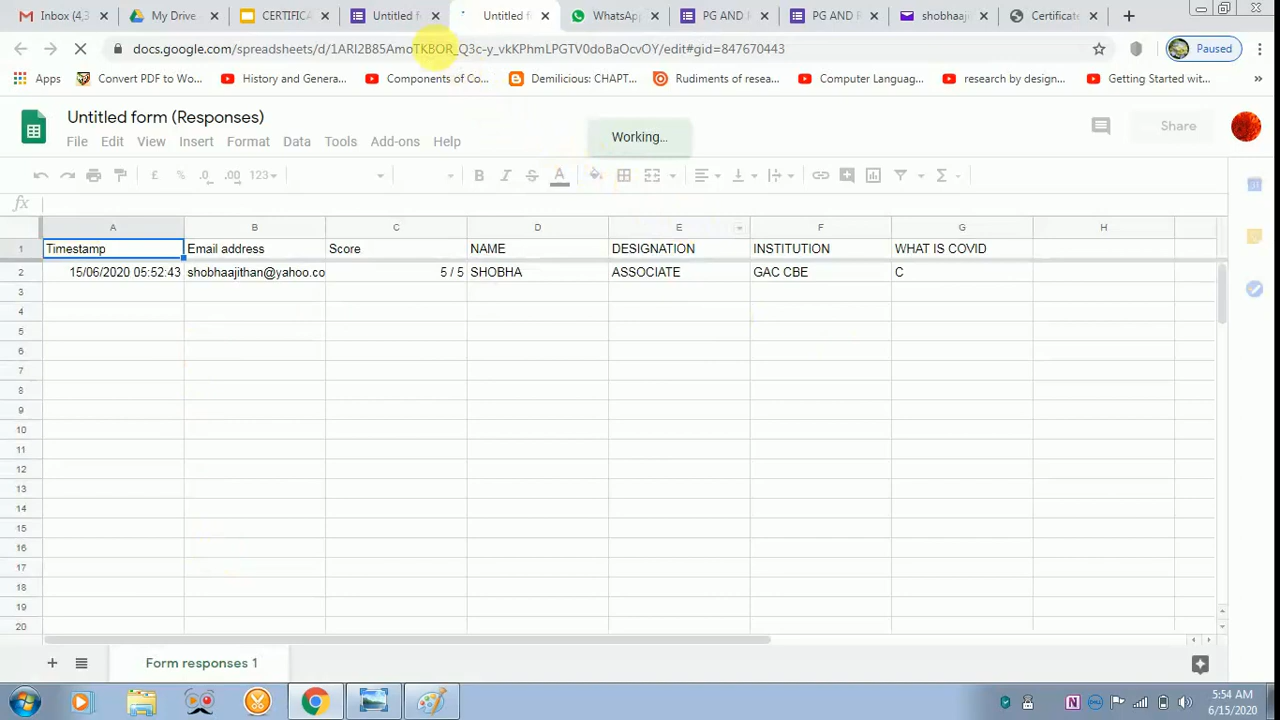 Inbox (4,3
My Drive
CERTIFICA
Untitled f
Untitled f
WhatsApp
PG AND
PG AND
shobhaaj
Certificate
docs.google.com/spreadsheets/d/1ARI2B85AmoTKBOR_Q3c-y_vkKPhmLPGTV0doBaOcvOY/edit#gid=847670443
Paused
Apps
Convert PDF to Wo...
History and Genera...
Components of Co...
Demilicious: CHAPT...
Rudiments of resea...
Computer Languag...
research by design...
Getting Started wit...
Untitled form (Responses)
Working...
Share
File Edit View Insert Format Data Tools Add-ons Help
£ % .0 .00 123
fx
A B C D E F G H
1 Timestamp Email address Score NAME DESIGNATION INSTITUTION WHAT IS COVID
2 15/06/2020 05:52:43 shobhaajithan@yahoo.co 5 / 5 SHOBHA ASSOCIATE GAC CBE C
3
4
5
6
7
8
9
10
11
12
13
14
15
16
17
18
19
20
Form responses 1
5:54 AM
6/15/2020